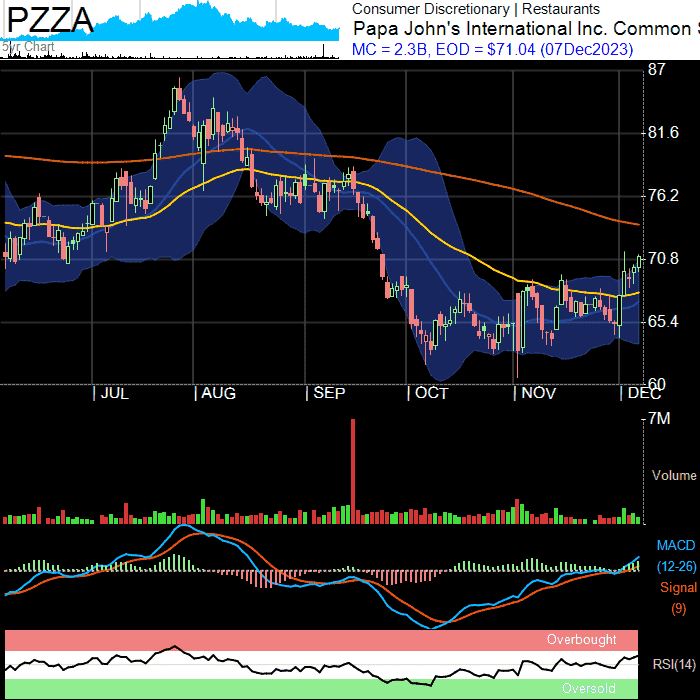 PZZA
5yr Chart
Consumer Discretionary | Restaurants
Papa John's International Inc. Common
MC = 2.3B, EOD = $71.04 (07Dec2023)
87
81.6
76.2
70.8
65.4
60
JUL AUG SEP OCT NOV DEC
7M
Volume
MACD
(12-26)
Signal
(9)
Overbought
RSI(14)
Oversold